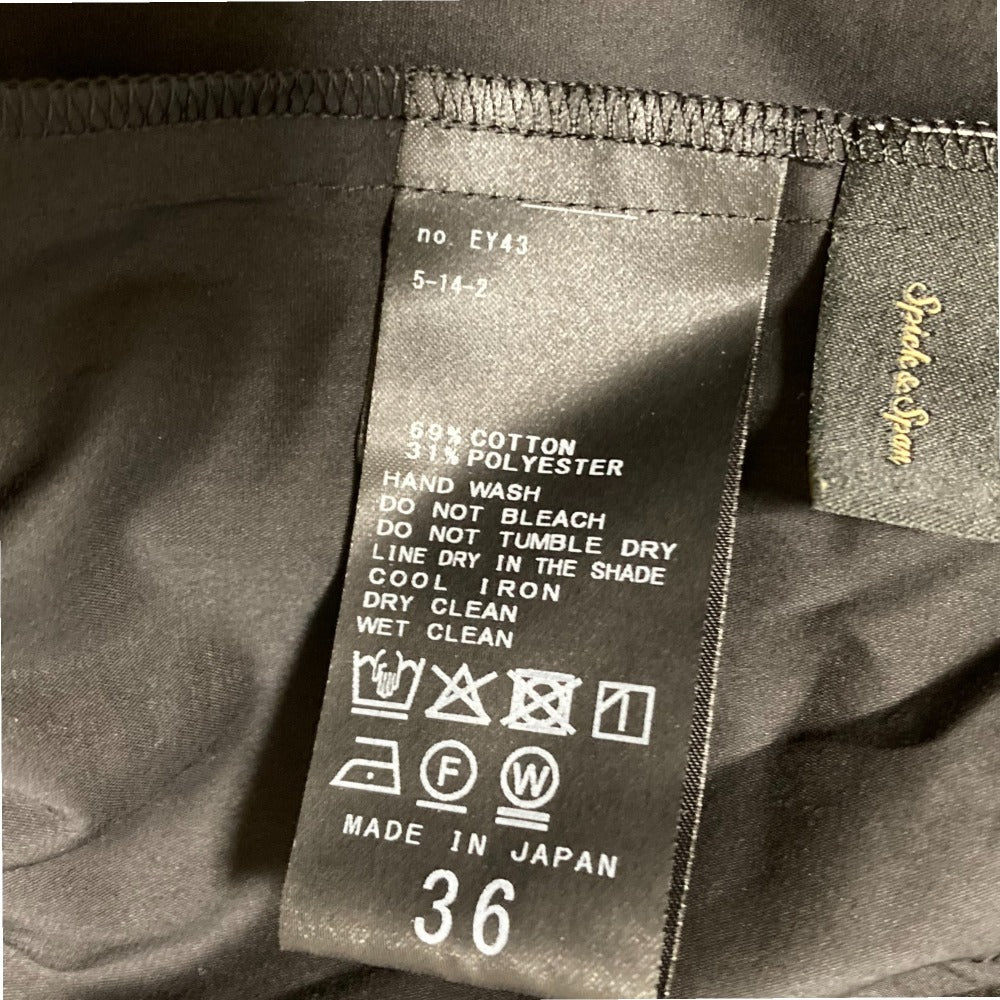 no. EY43
5-14-2
69% COTTON
31% POLYESTER
HAND WASH
DO NOT BLEACH
DO NOT TUMBLE DRY
LINE DRY IN THE SHADE
COOL IRON
DRY CLEAN
WET CLEAN
F W
MADE IN JAPAN
36
Spick & Span